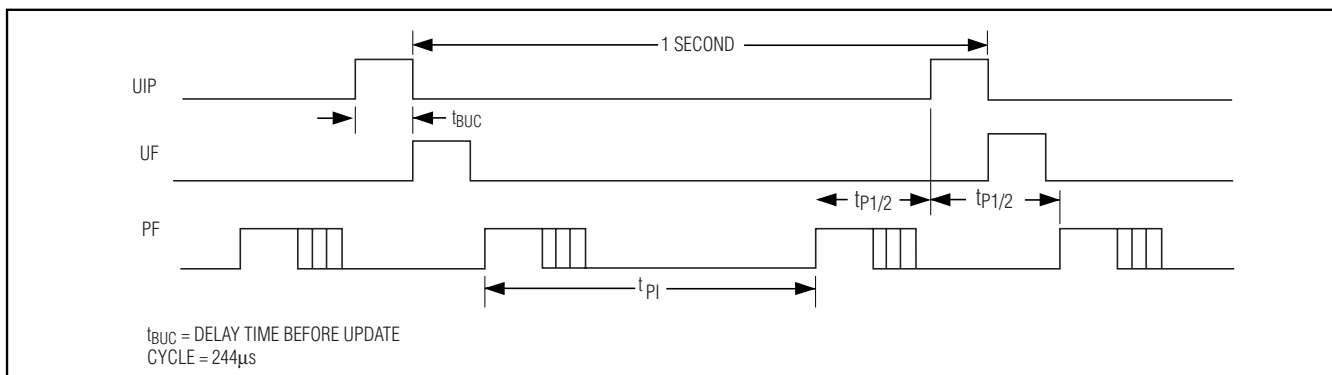 1 SECOND
UIP
tBUC
UF
tP1/2 tP1/2
PF
tPI
tBUC = DELAY TIME BEFORE UPDATE
CYCLE = 244µs